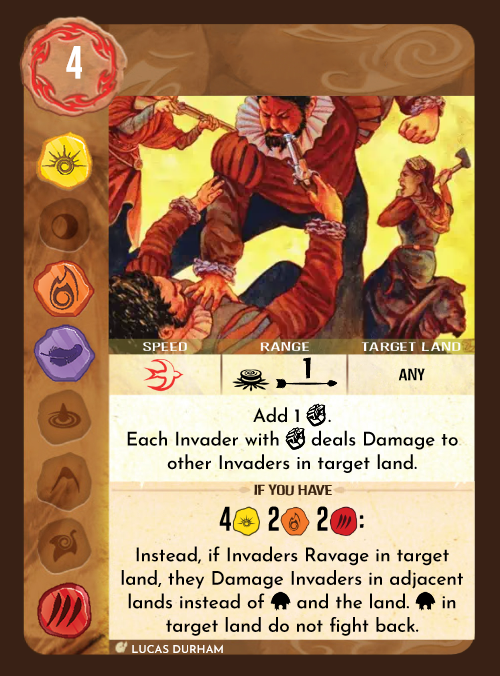 4
SPEED RANGE TARGET LAND
1
ANY
Add 1 .
Each Invader with deals Damage to
other Invaders in target land.
IF YOU HAVE
4 2 2 :
Instead, if Invaders Ravage in target
land, they Damage Invaders in adjacent
lands instead of and the land. in
target land do not fight back.
LUCAS DURHAM